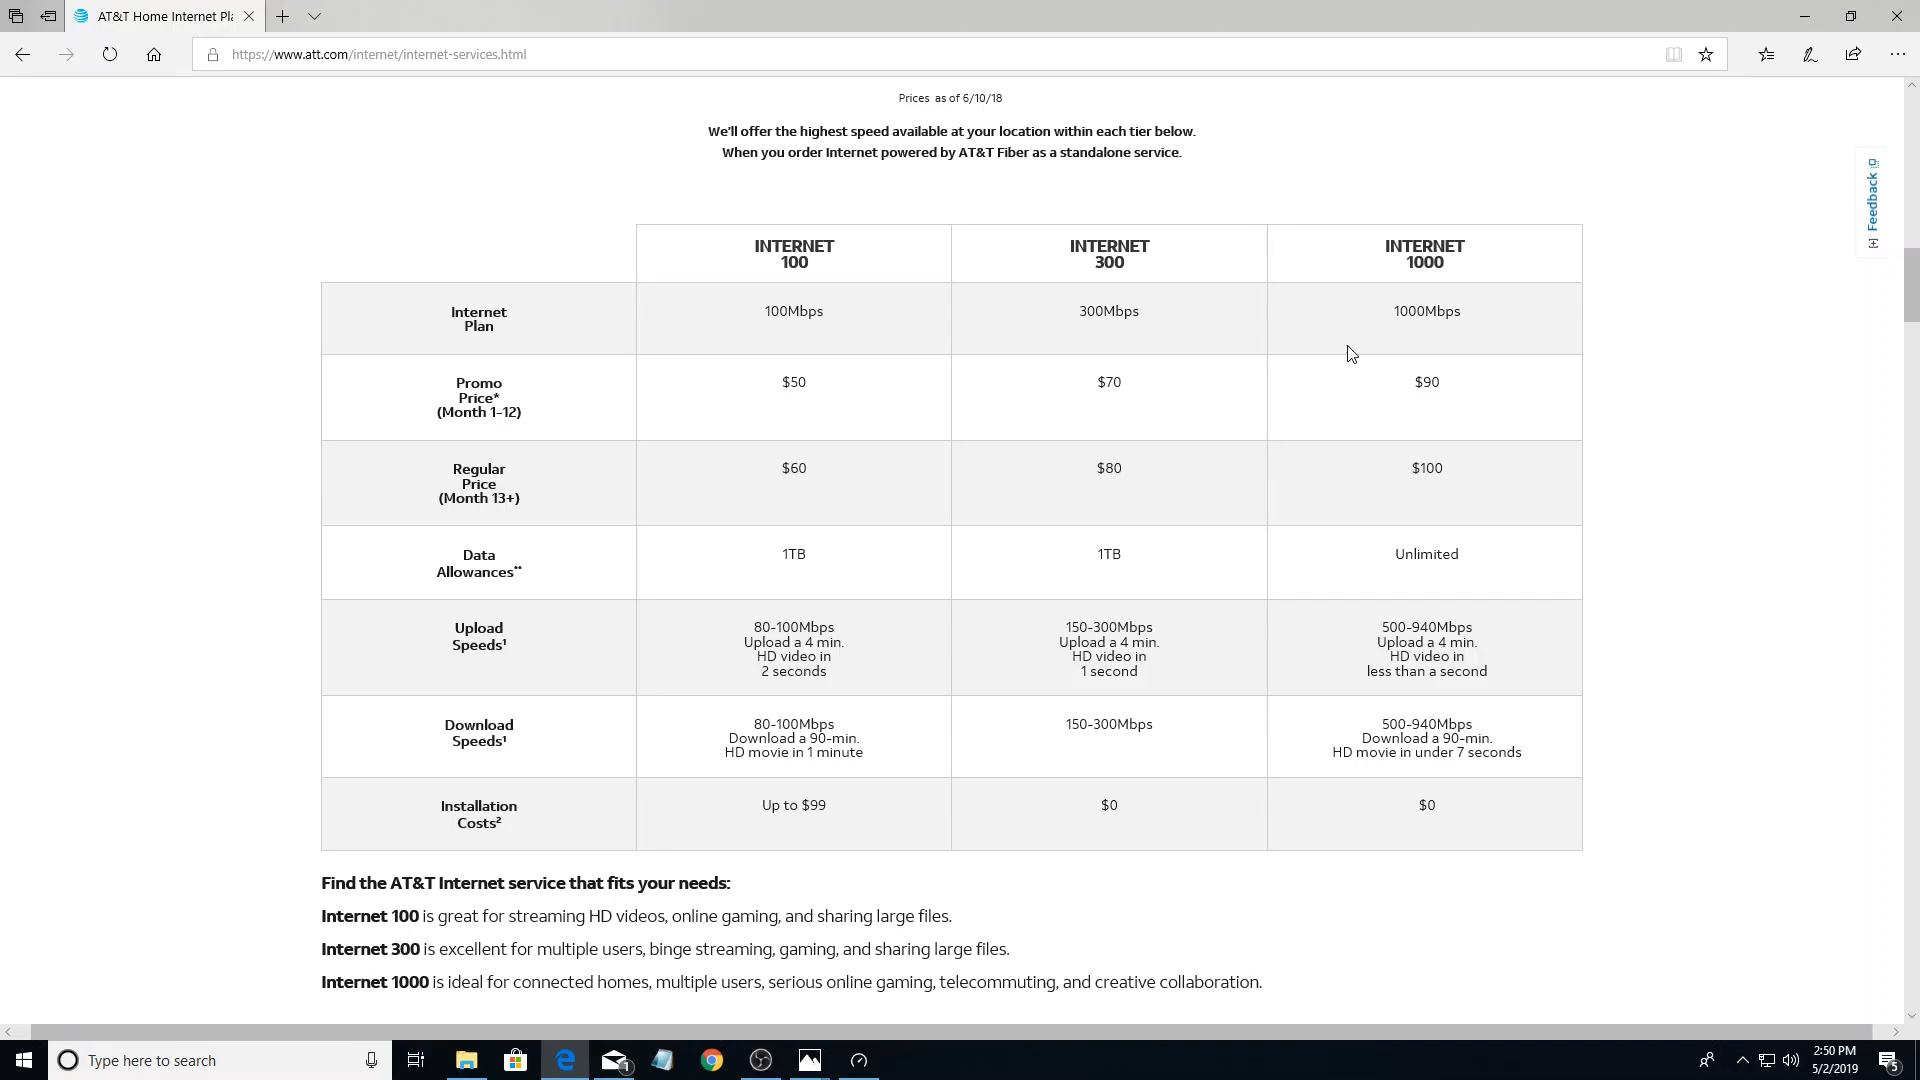 AT&T Home Internet Pla
https://www.att.com/internet/internet-services.html
Prices as of 6/10/18
We'll offer the highest speed available at your location within each tier below.
When you order Internet powered by AT&T Fiber as a standalone service.
[+] Feedback
INTERNET
100
INTERNET
300
INTERNET
1000
Internet
Plan
100Mbps
300Mbps
1000Mbps
Promo
Price*
(Month 1-12)
$50
$70
$90
Regular
Price
(Month 13+)
$60
$80
$100
Data
Allowances**
1TB
1TB
Unlimited
Upload
Speeds¹
80-100Mbps
Upload a 4 min.
HD video in
2 seconds
150-300Mbps
Upload a 4 min.
HD video in
1 second
500-940Mbps
Upload a 4 min.
HD video in
less than a second
Download
Speeds¹
80-100Mbps
Download a 90-min.
HD movie in 1 minute
150-300Mbps
500-940Mbps
Download a 90-min.
HD movie in under 7 seconds
Installation
Costs²
Up to $99
$0
$0
Find the AT&T Internet service that fits your needs:
Internet 100 is great for streaming HD videos, online gaming, and sharing large files.
Internet 300 is excellent for multiple users, binge streaming, gaming, and sharing large files.
Internet 1000 is ideal for connected homes, multiple users, serious online gaming, telecommuting, and creative collaboration.
Type here to search
1
2:50 PM
5/2/2019
5